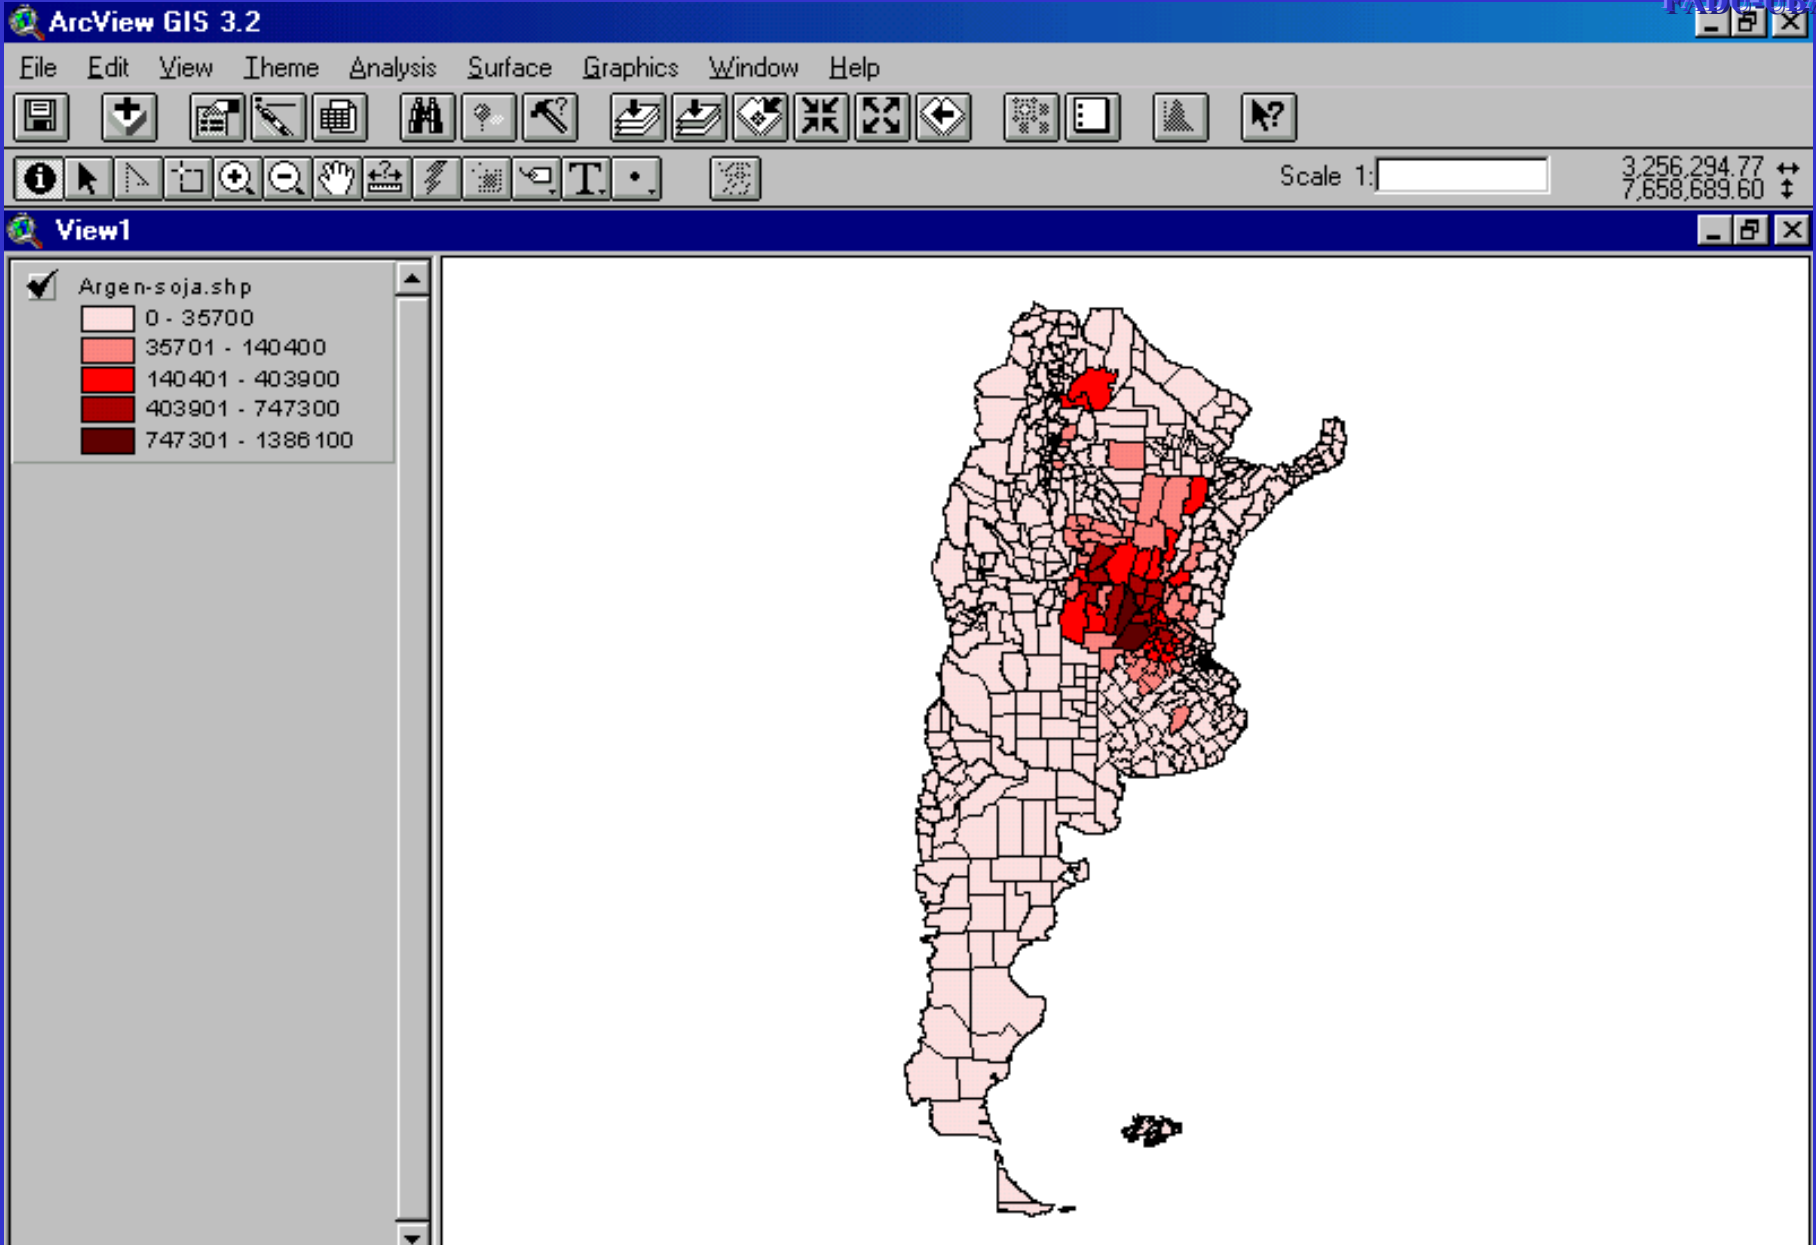 ArcView GIS 3.2
File Edit View Theme Analysis Surface Graphics Window Help
Scale 1:
3,256,294.77
7,658,689.60
View1
Argen-soja.shp
0 - 35700
35701 - 140400
140401 - 403900
403901 - 747300
747301 - 1386100